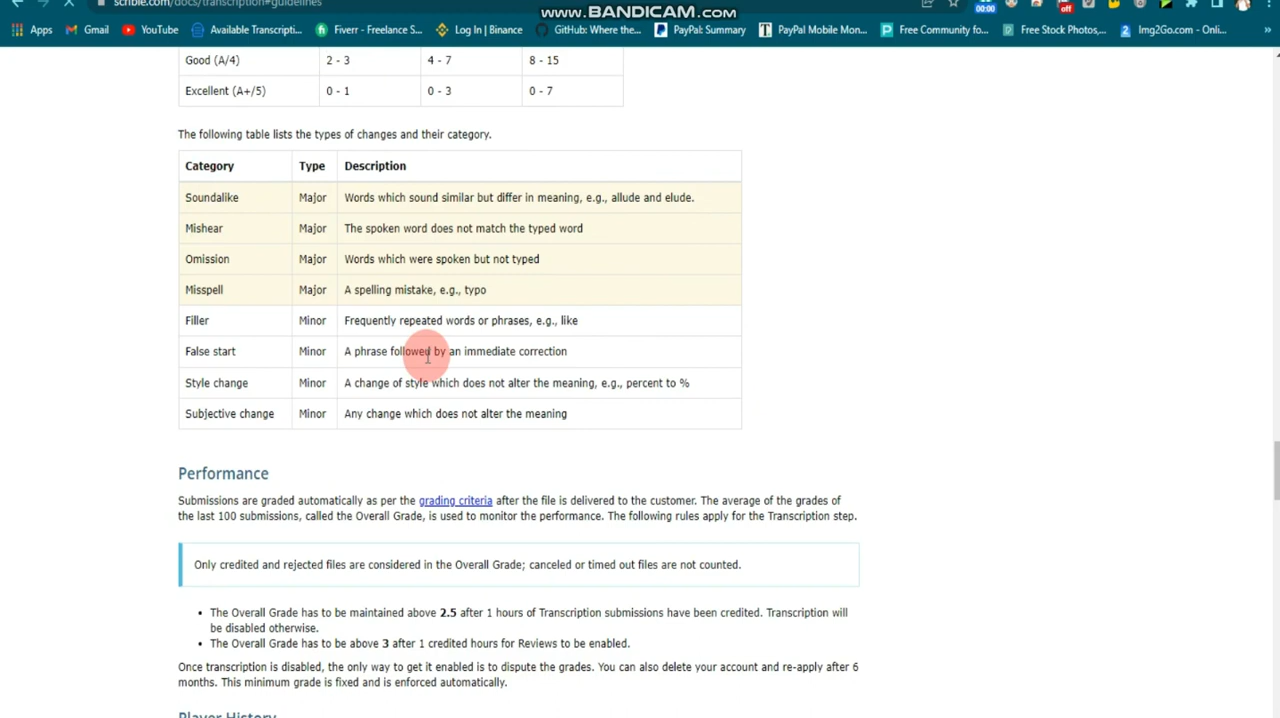 scribie.com/docs/transcription#guidelines
www.BANDICAM.com
00:00
off
Apps Gmail YouTube Available Transcripti... Fiverr - Freelance S... Log In | Binance GitHub: Where the... PayPal: Summary PayPal Mobile Mon... Free Community fo... Free Stock Photos,... Img2Go.com - Onli... »
Good (A/4) 2 - 3 4 - 7 8 - 15
Excellent (A+/5) 0 - 1 0 - 3 0 - 7
The following table lists the types of changes and their category.
Category Type Description
Soundalike Major Words which sound similar but differ in meaning, e.g., allude and elude.
Mishear Major The spoken word does not match the typed word
Omission Major Words which were spoken but not typed
Misspell Major A spelling mistake, e.g., typo
Filler Minor Frequently repeated words or phrases, e.g., like
False start Minor A phrase followed by an immediate correction
Style change Minor A change of style which does not alter the meaning, e.g., percent to %
Subjective change Minor Any change which does not alter the meaning
Performance
Submissions are graded automatically as per the grading criteria after the file is delivered to the customer. The average of the grades of
the last 100 submissions, called the Overall Grade, is used to monitor the performance. The following rules apply for the Transcription step.
Only credited and rejected files are considered in the Overall Grade; canceled or timed out files are not counted.
• The Overall Grade has to be maintained above 2.5 after 1 hours of Transcription submissions have been credited. Transcription will
be disabled otherwise.
• The Overall Grade has to be above 3 after 1 credited hours for Reviews to be enabled.
Once transcription is disabled, the only way to get it enabled is to dispute the grades. You can also delete your account and re-apply after 6
months. This minimum grade is fixed and is enforced automatically.
Player History